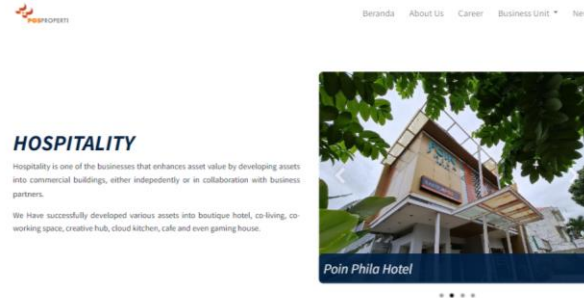 POSPROPERTI
Beranda About Us Career Business Unit
HOSPITALITY
Hospitality is one of the businesses that enhances asset value by developing assets
into commercial buildings, either indepedently or in collaboration with business
partners.
We Have successfully developed various assets into boutique hotel, co-living, co-
working space, creative hub, cloud kitchen, cafe and even gaming house.
Poin Phila Hotel